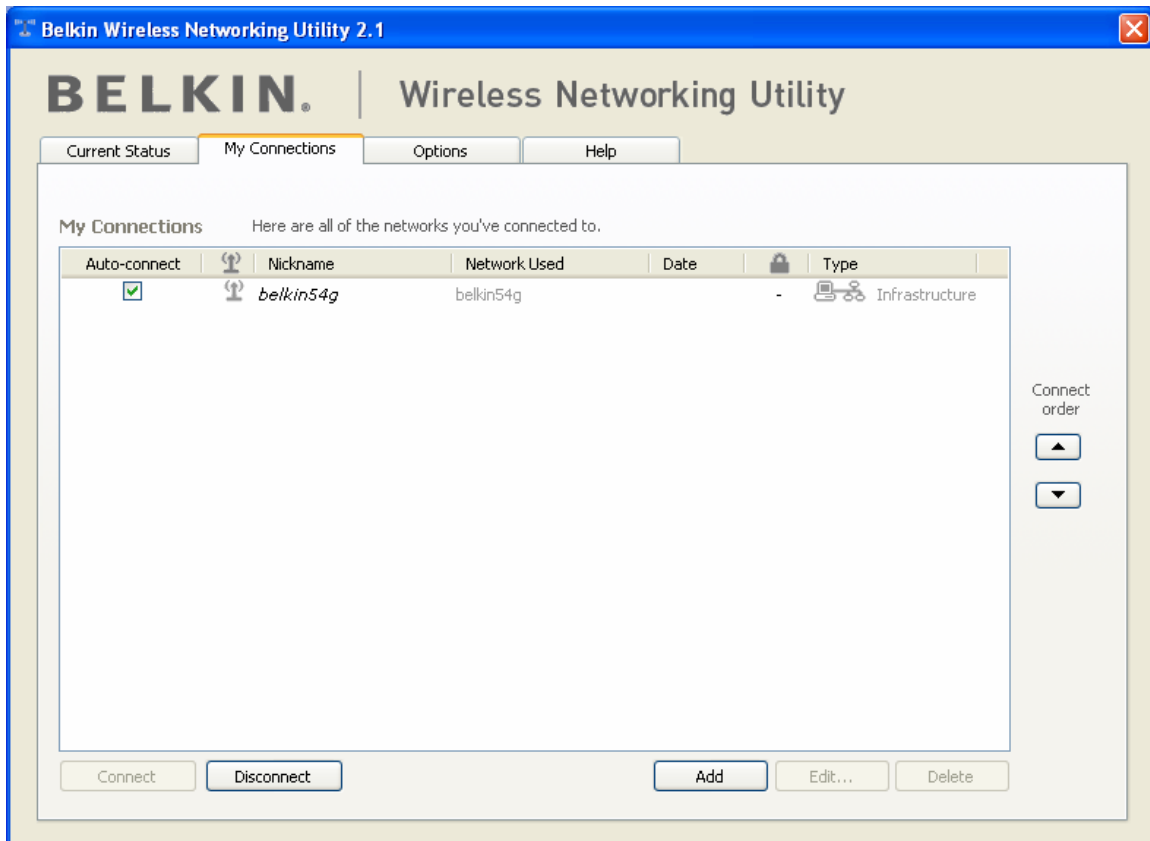 Belkin Wireless Networking Utility 2.1
BELKIN. Wireless Networking Utility
Current Status My Connections Options Help
My Connections Here are all of the networks you've connected to.
Auto-connect Nickname Network Used Date Type
belkin54g belkin54g - Infrastructure
Connect
order
Connect Disconnect Add Edit... Delete